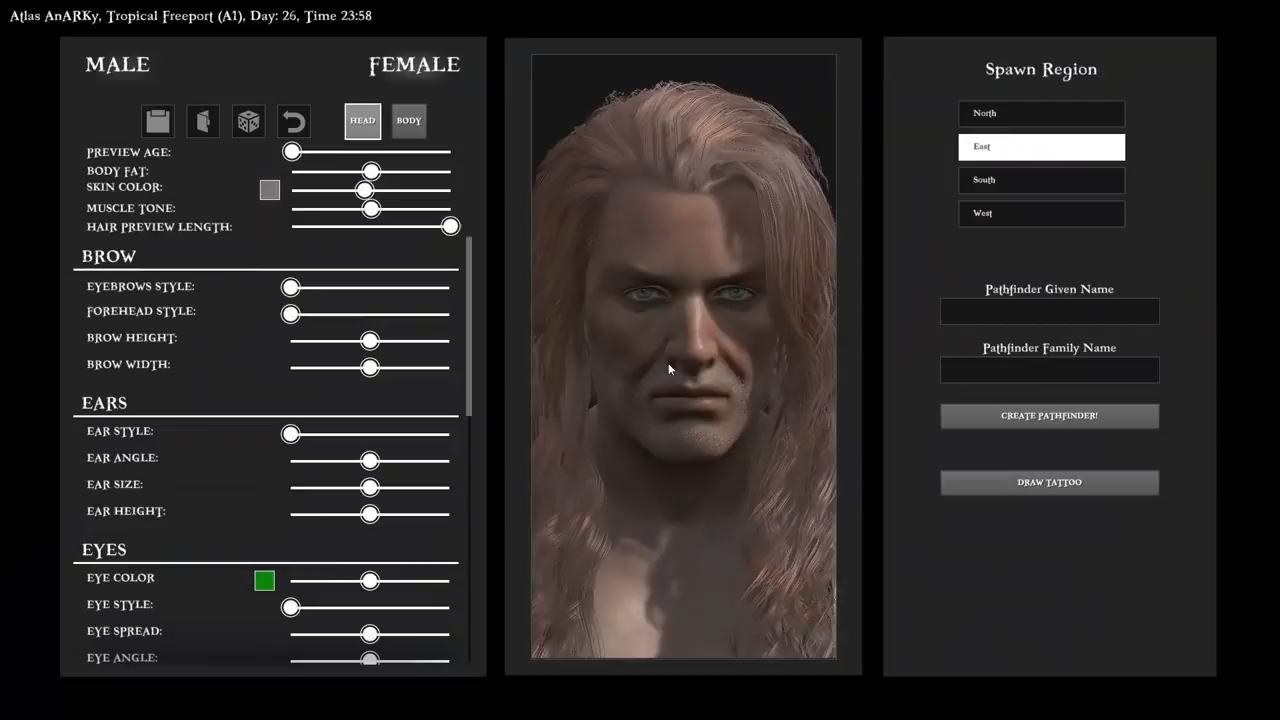 Atlas AnARKy, Tropical Freeport (A1), Day: 26, Time 23:58
MALE
FEMALE
HEAD
BODY
PREVIEW AGE:
BODY FAT:
SKIN COLOR:
MUSCLE TONE:
HAIR PREVIEW LENGTH:
BROW
EYEBROWS STYLE:
FOREHEAD STYLE:
BROW HEIGHT:
BROW WIDTH:
EARS
EAR STYLE:
EAR ANGLE:
EAR SIZE:
EAR HEIGHT:
EYES
EYE COLOR
EYE STYLE:
EYE SPREAD:
EYE ANGLE:
Spawn Region
North
East
South
West
Pathfinder Given Name
Pathfinder Family Name
CREATE PATHFINDER!
DRAW TATTOO